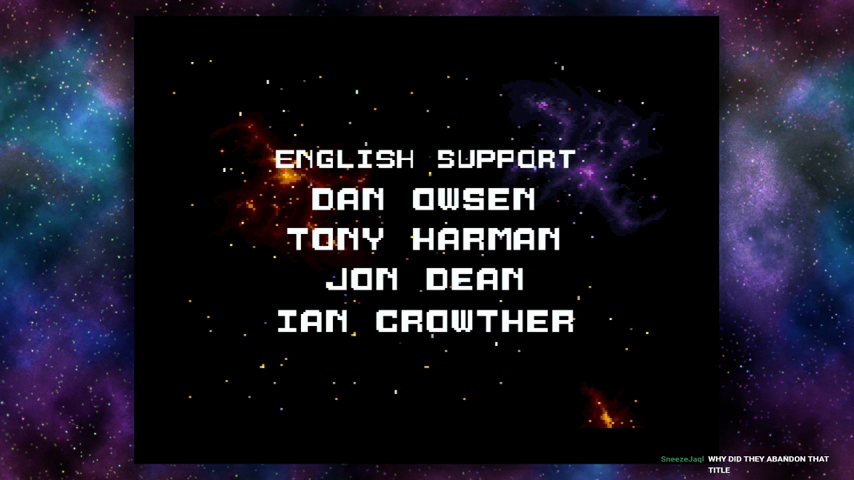 ENGLISH SUPPORT
DAN OWSEN
TONY HARMAN
JON DEAN
IAN CROWTHER
SneezeJaql WHY DID THEY ABANDON THAT
TITLE